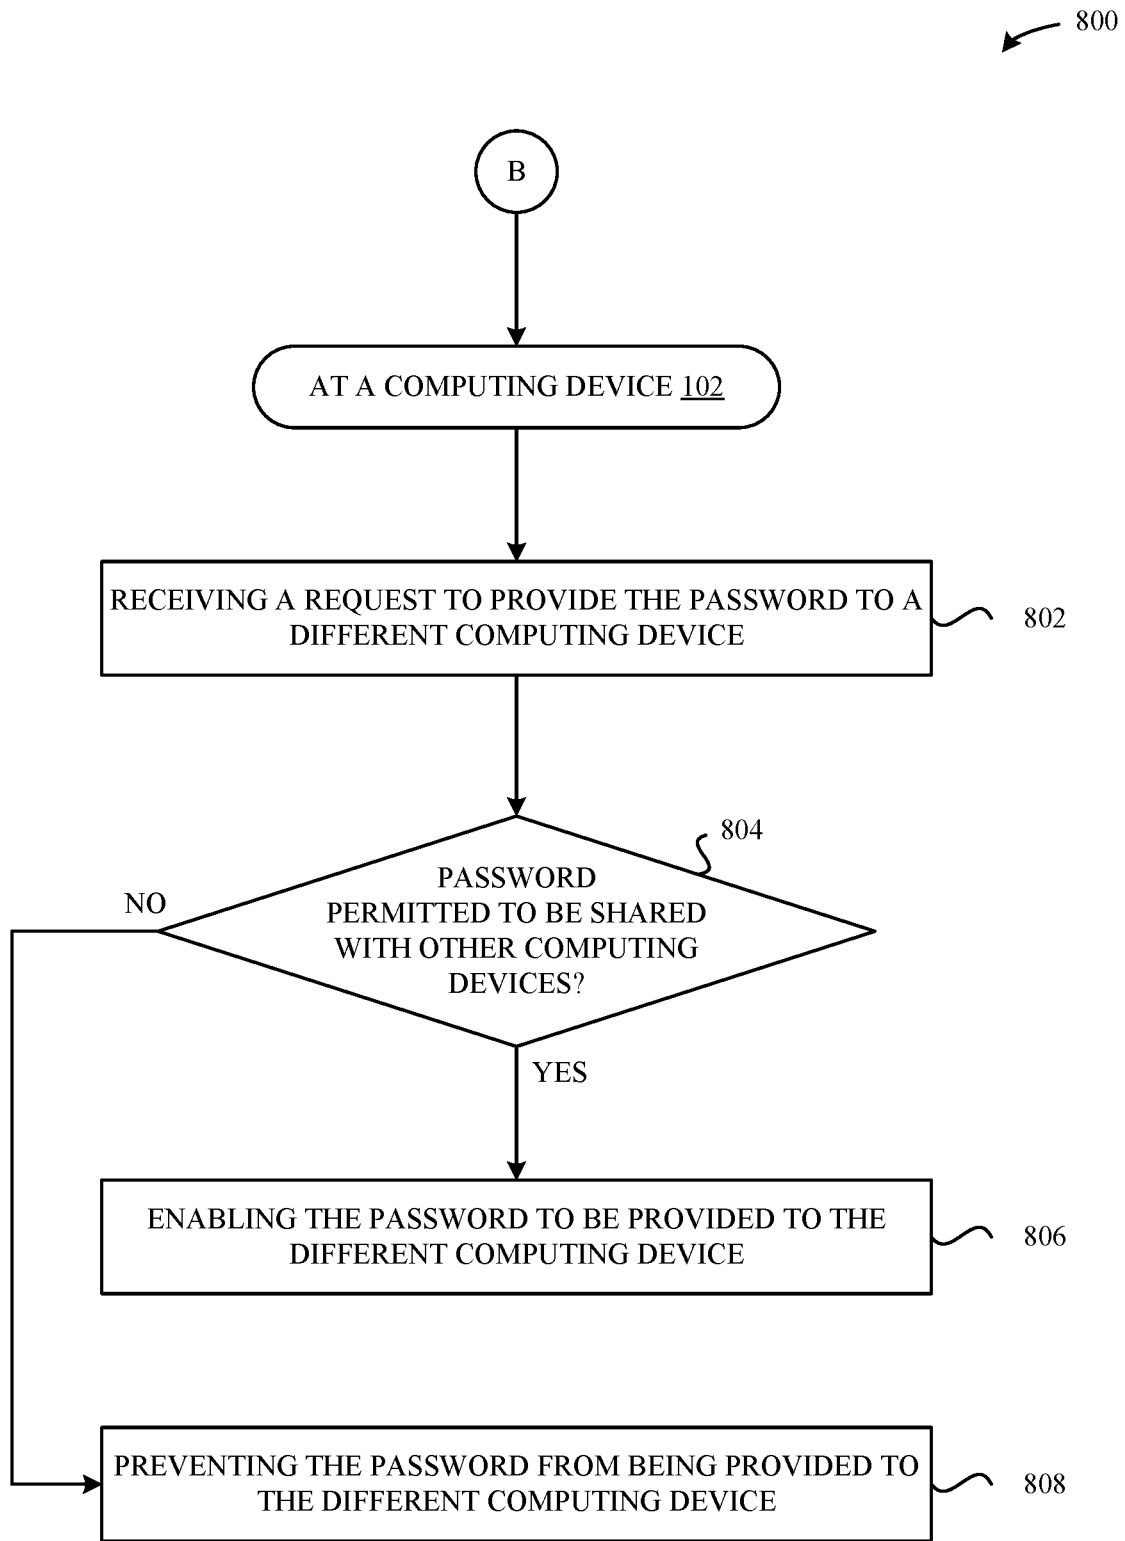 800
B
AT A COMPUTING DEVICE 102
RECEIVING A REQUEST TO PROVIDE THE PASSWORD TO A
DIFFERENT COMPUTING DEVICE
802
804
PASSWORD
PERMITTED TO BE SHARED
WITH OTHER COMPUTING
DEVICES?
NO
YES
ENABLING THE PASSWORD TO BE PROVIDED TO THE
DIFFERENT COMPUTING DEVICE
806
PREVENTING THE PASSWORD FROM BEING PROVIDED TO
THE DIFFERENT COMPUTING DEVICE
808